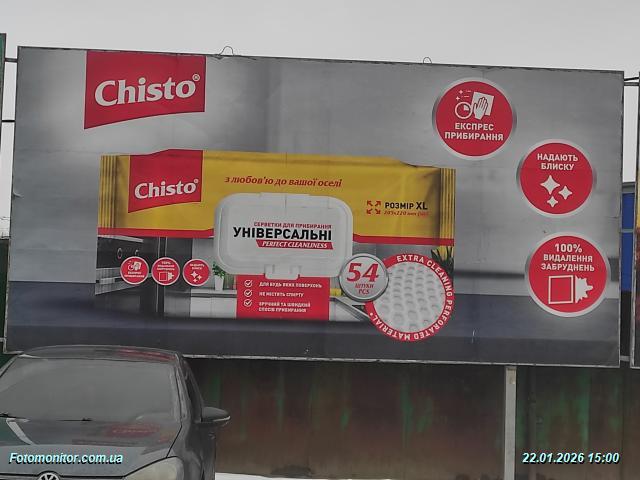 Chisto®
ЕКСПРЕС
ПРИБИРАННЯ
НАДАЮТЬ
БЛИСКУ
100%
ВИДАЛЕННЯ
ЗАБРУДНЕНЬ
Chisto®
з любов'ю до вашої оселі
РОЗМІР XL
СЕРВЕТКИ ДЛЯ ПРИБИРАННЯ
УНІВЕРСАЛЬНІ
PERFECT CLEANLINESS
ДЛЯ БУДЬ ЯКИХ ПОВЕРХОНЬ
НЕ МІСТЯТЬ СПИРТУ
ЗРУЧНИЙ ТА ШВИДКИЙ
СПОСІБ ПРИБИРАННЯ
54
ШТУКИ
PCS
EXTRA CLEANING PERFORATED MATERIAL
Fotomonitor.com.ua
22.01.2026 15:00